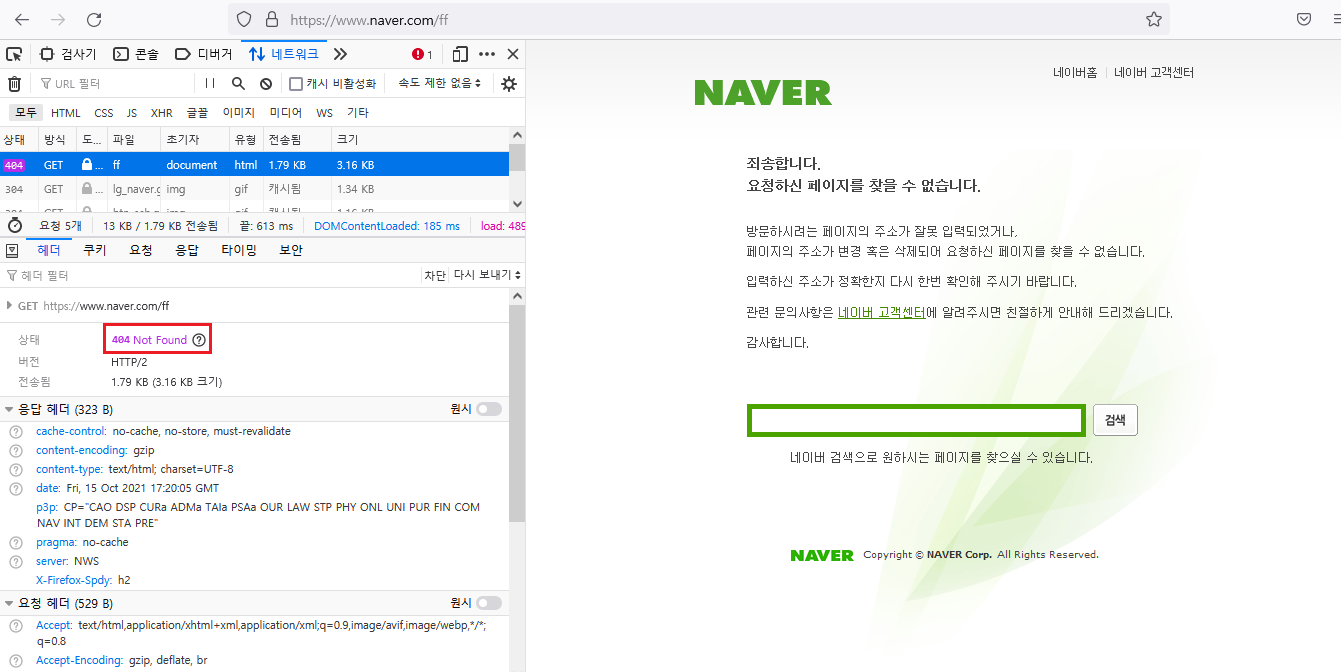 https://www.naver.com/ff
검사기 콘솔 디버거 네트워크 1
URL 필터 캐시 비활성화 속도 제한 없음
모두 HTML CSS JS XHR 글꼴 이미지 미디어 WS 기타
상태 방식 도... 파일 초기자 유형 전송됨 크기
404 GET ... ff document html 1.79 KB 3.16 KB
304 GET ... lg_naver.g img gif 캐시됨 1.34 KB
요청 5개 13 KB / 1.79 KB 전송됨 끝: 613 ms DOMContentLoaded: 185 ms load: 489
헤더 쿠키 요청 응답 타이밍 보안
헤더 필터 차단 다시 보내기
GET https://www.naver.com/ff
상태 404 Not Found
버전 HTTP/2
전송됨 1.79 KB (3.16 KB 크기)
응답 헤더 (323 B) 원시
cache-control: no-cache, no-store, must-revalidate
content-encoding: gzip
content-type: text/html; charset=UTF-8
date: Fri, 15 Oct 2021 17:20:05 GMT
p3p: CP="CAO DSP CURa ADMa TAIa PSAa OUR LAW STP PHY ONL UNI PUR FIN COM
NAV INT DEM STA PRE"
pragma: no-cache
server: NWS
X-Firefox-Spdy: h2
요청 헤더 (529 B) 원시
Accept: text/html,application/xhtml+xml,application/xml;q=0.9,image/avif,image/webp,*/*;
q=0.8
Accept-Encoding: gzip, deflate, br
네이버홈 네이버 고객센터
NAVER
죄송합니다.
요청하신 페이지를 찾을 수 없습니다.
방문하시려는 페이지의 주소가 잘못 입력되었거나,
페이지의 주소가 변경 혹은 삭제되어 요청하신 페이지를 찾을 수 없습니다.
입력하신 주소가 정확한지 다시 한번 확인해 주시기 바랍니다.
관련 문의사항은 네이버 고객센터에 알려주시면 친절하게 안내해 드리겠습니다.
감사합니다.
검색
네이버 검색으로 원하시는 페이지를 찾으실 수 있습니다.
NAVER Copyright © NAVER Corp. All Rights Reserved.